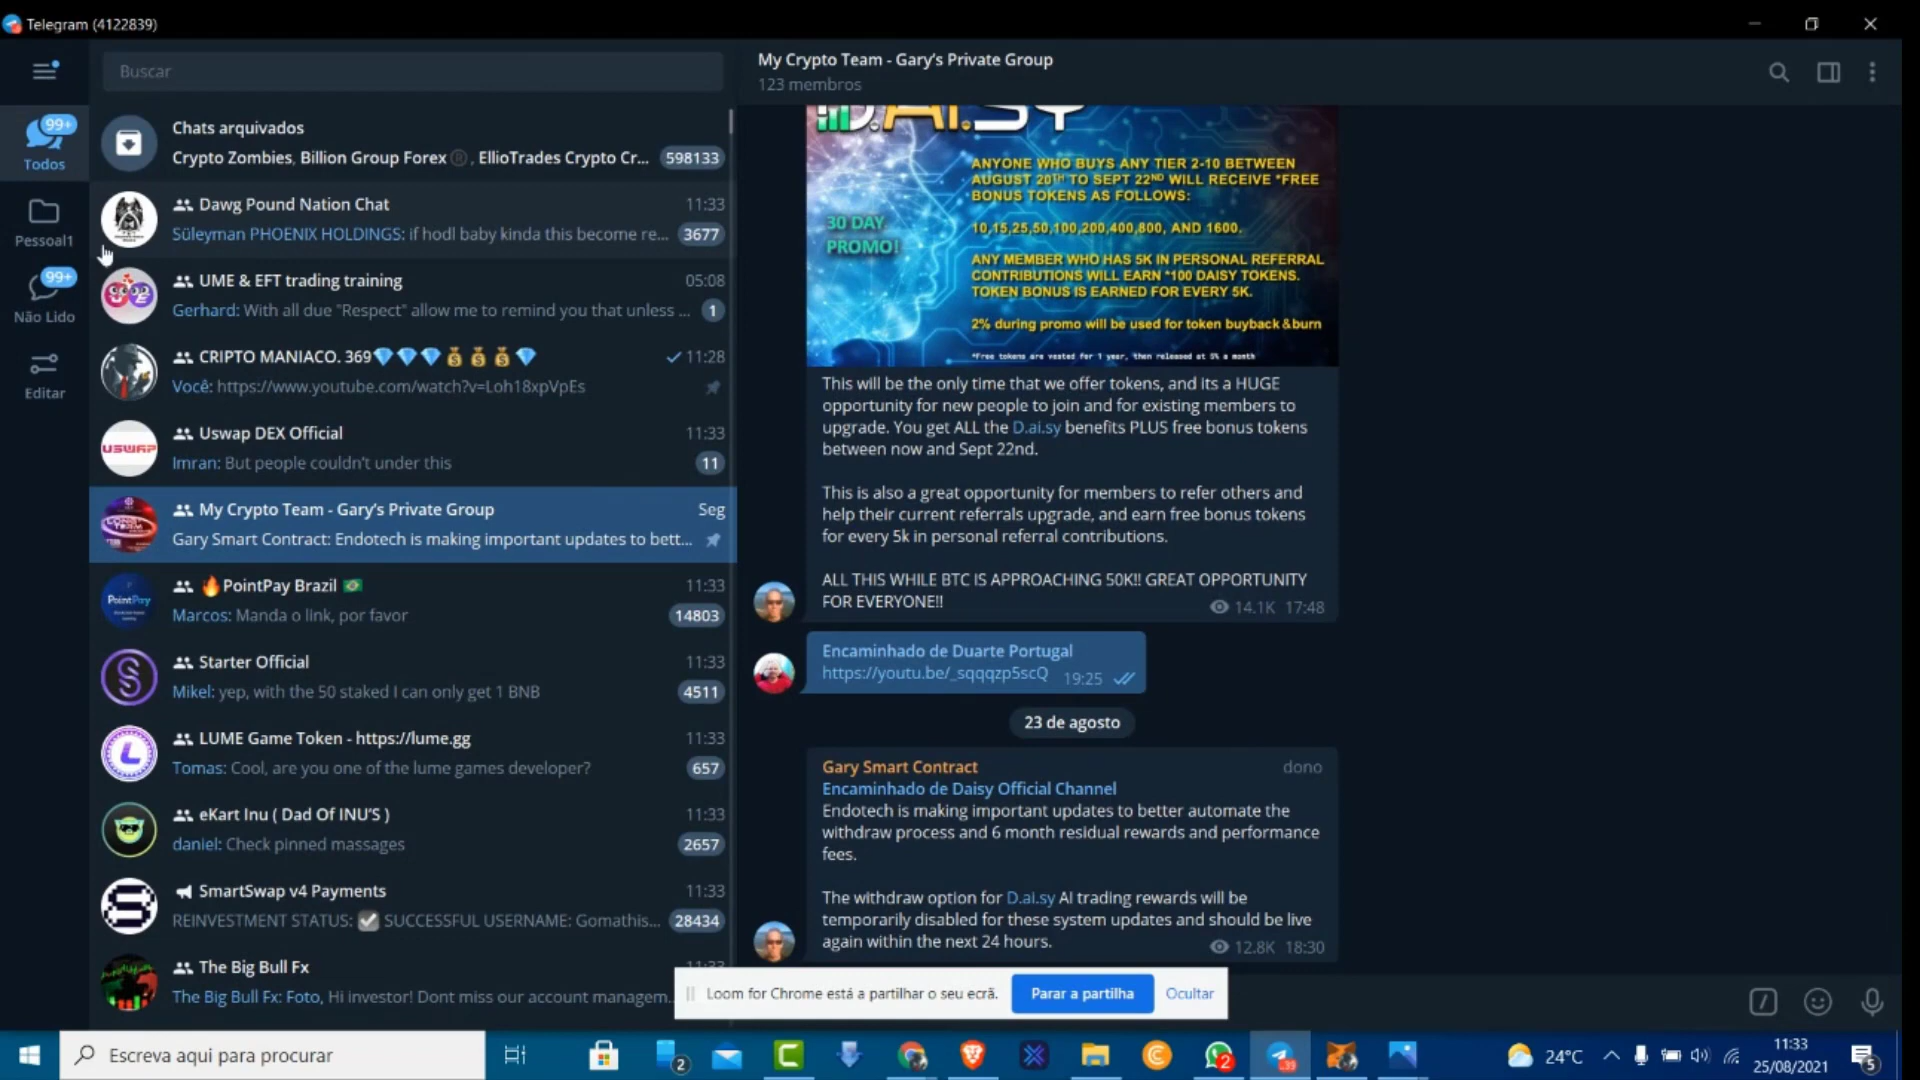 Telegram (4122839)
Buscar
My Crypto Team - Gary's Private Group
123 membros
99+
Todos
Pessoal1
99+
Não Lido
Editar
Chats arquivados
Crypto Zombies, Billion Group Forex ®, EllioTrades Crypto Cr... 598133
Dawg Pound Nation Chat 11:33
Süleyman PHOENIX HOLDINGS: if hodl baby kinda this become re... 3677
UME & EFT trading training 05:08
Gerhard: With all due "Respect" allow me to remind you that unless ... 1
CRIPTO MANIACO. 369💎💎💎💰💰💰💎 11:28
Você: https://www.youtube.com/watch?v=Loh18xpVpEs
Uswap DEX Official 11:33
USWAP
Imran: But people couldn't under this 11
My Crypto Team - Gary's Private Group Seg
Gary Smart Contract: Endotech is making important updates to bett...
🔥PointPay Brazil 🇧🇷 11:33
PointPay
Marcos: Manda o link, por favor 14803
Starter Official 11:33
Mikel: yep, with the 50 staked I can only get 1 BNB 4511
LUME Game Token - https://lume.gg 11:33
Tomas: Cool, are you one of the lume games developer? 657
eKart Inu ( Dad Of INU'S ) 11:33
daniel: Check pinned massages 2657
SmartSwap v4 Payments 11:33
REINVESTMENT STATUS: ✅ SUCCESSFUL USERNAME: Gomathis... 28434
The Big Bull Fx 11:33
The Big Bull Fx: Foto, Hi investor! Dont miss our account managem...
D.AI.SY
30 DAY
PROMO!
ANYONE WHO BUYS ANY TIER 2-10 BETWEEN
AUGUST 20TH TO SEPT 22ND WILL RECEIVE *FREE
BONUS TOKENS AS FOLLOWS:
10,15,25,50,100,200,400,800, AND 1600.
ANY MEMBER WHO HAS 5K IN PERSONAL REFERRAL
CONTRIBUTIONS WILL EARN *100 DAISY TOKENS.
TOKEN BONUS IS EARNED FOR EVERY 5K.
2% during promo will be used for token buyback & burn
*Free tokens are vested for 1 year, then released at 5% a month
This will be the only time that we offer tokens, and its a HUGE
opportunity for new people to join and for existing members to
upgrade. You get ALL the D.ai.sy benefits PLUS free bonus tokens
between now and Sept 22nd.
This is also a great opportunity for members to refer others and
help their current referrals upgrade, and earn free bonus tokens
for every 5k in personal referral contributions.
ALL THIS WHILE BTC IS APPROACHING 50K!! GREAT OPPORTUNITY
FOR EVERYONE!! 14.1K 17:48
Encaminhado de Duarte Portugal
https://youtu.be/_sqqqzp5scQ 19:25
23 de agosto
Gary Smart Contract dono
Encaminhado de Daisy Official Channel
Endotech is making important updates to better automate the
withdraw process and 6 month residual rewards and performance
fees.
The withdraw option for D.ai.sy AI trading rewards will be
temporarily disabled for these system updates and should be live
again within the next 24 hours. 12.8K 18:30
Loom for Chrome está a partilhar o seu ecrã. Parar a partilha Ocultar
Escreva aqui para procurar
2
2
24°C
11:33
25/08/2021
5